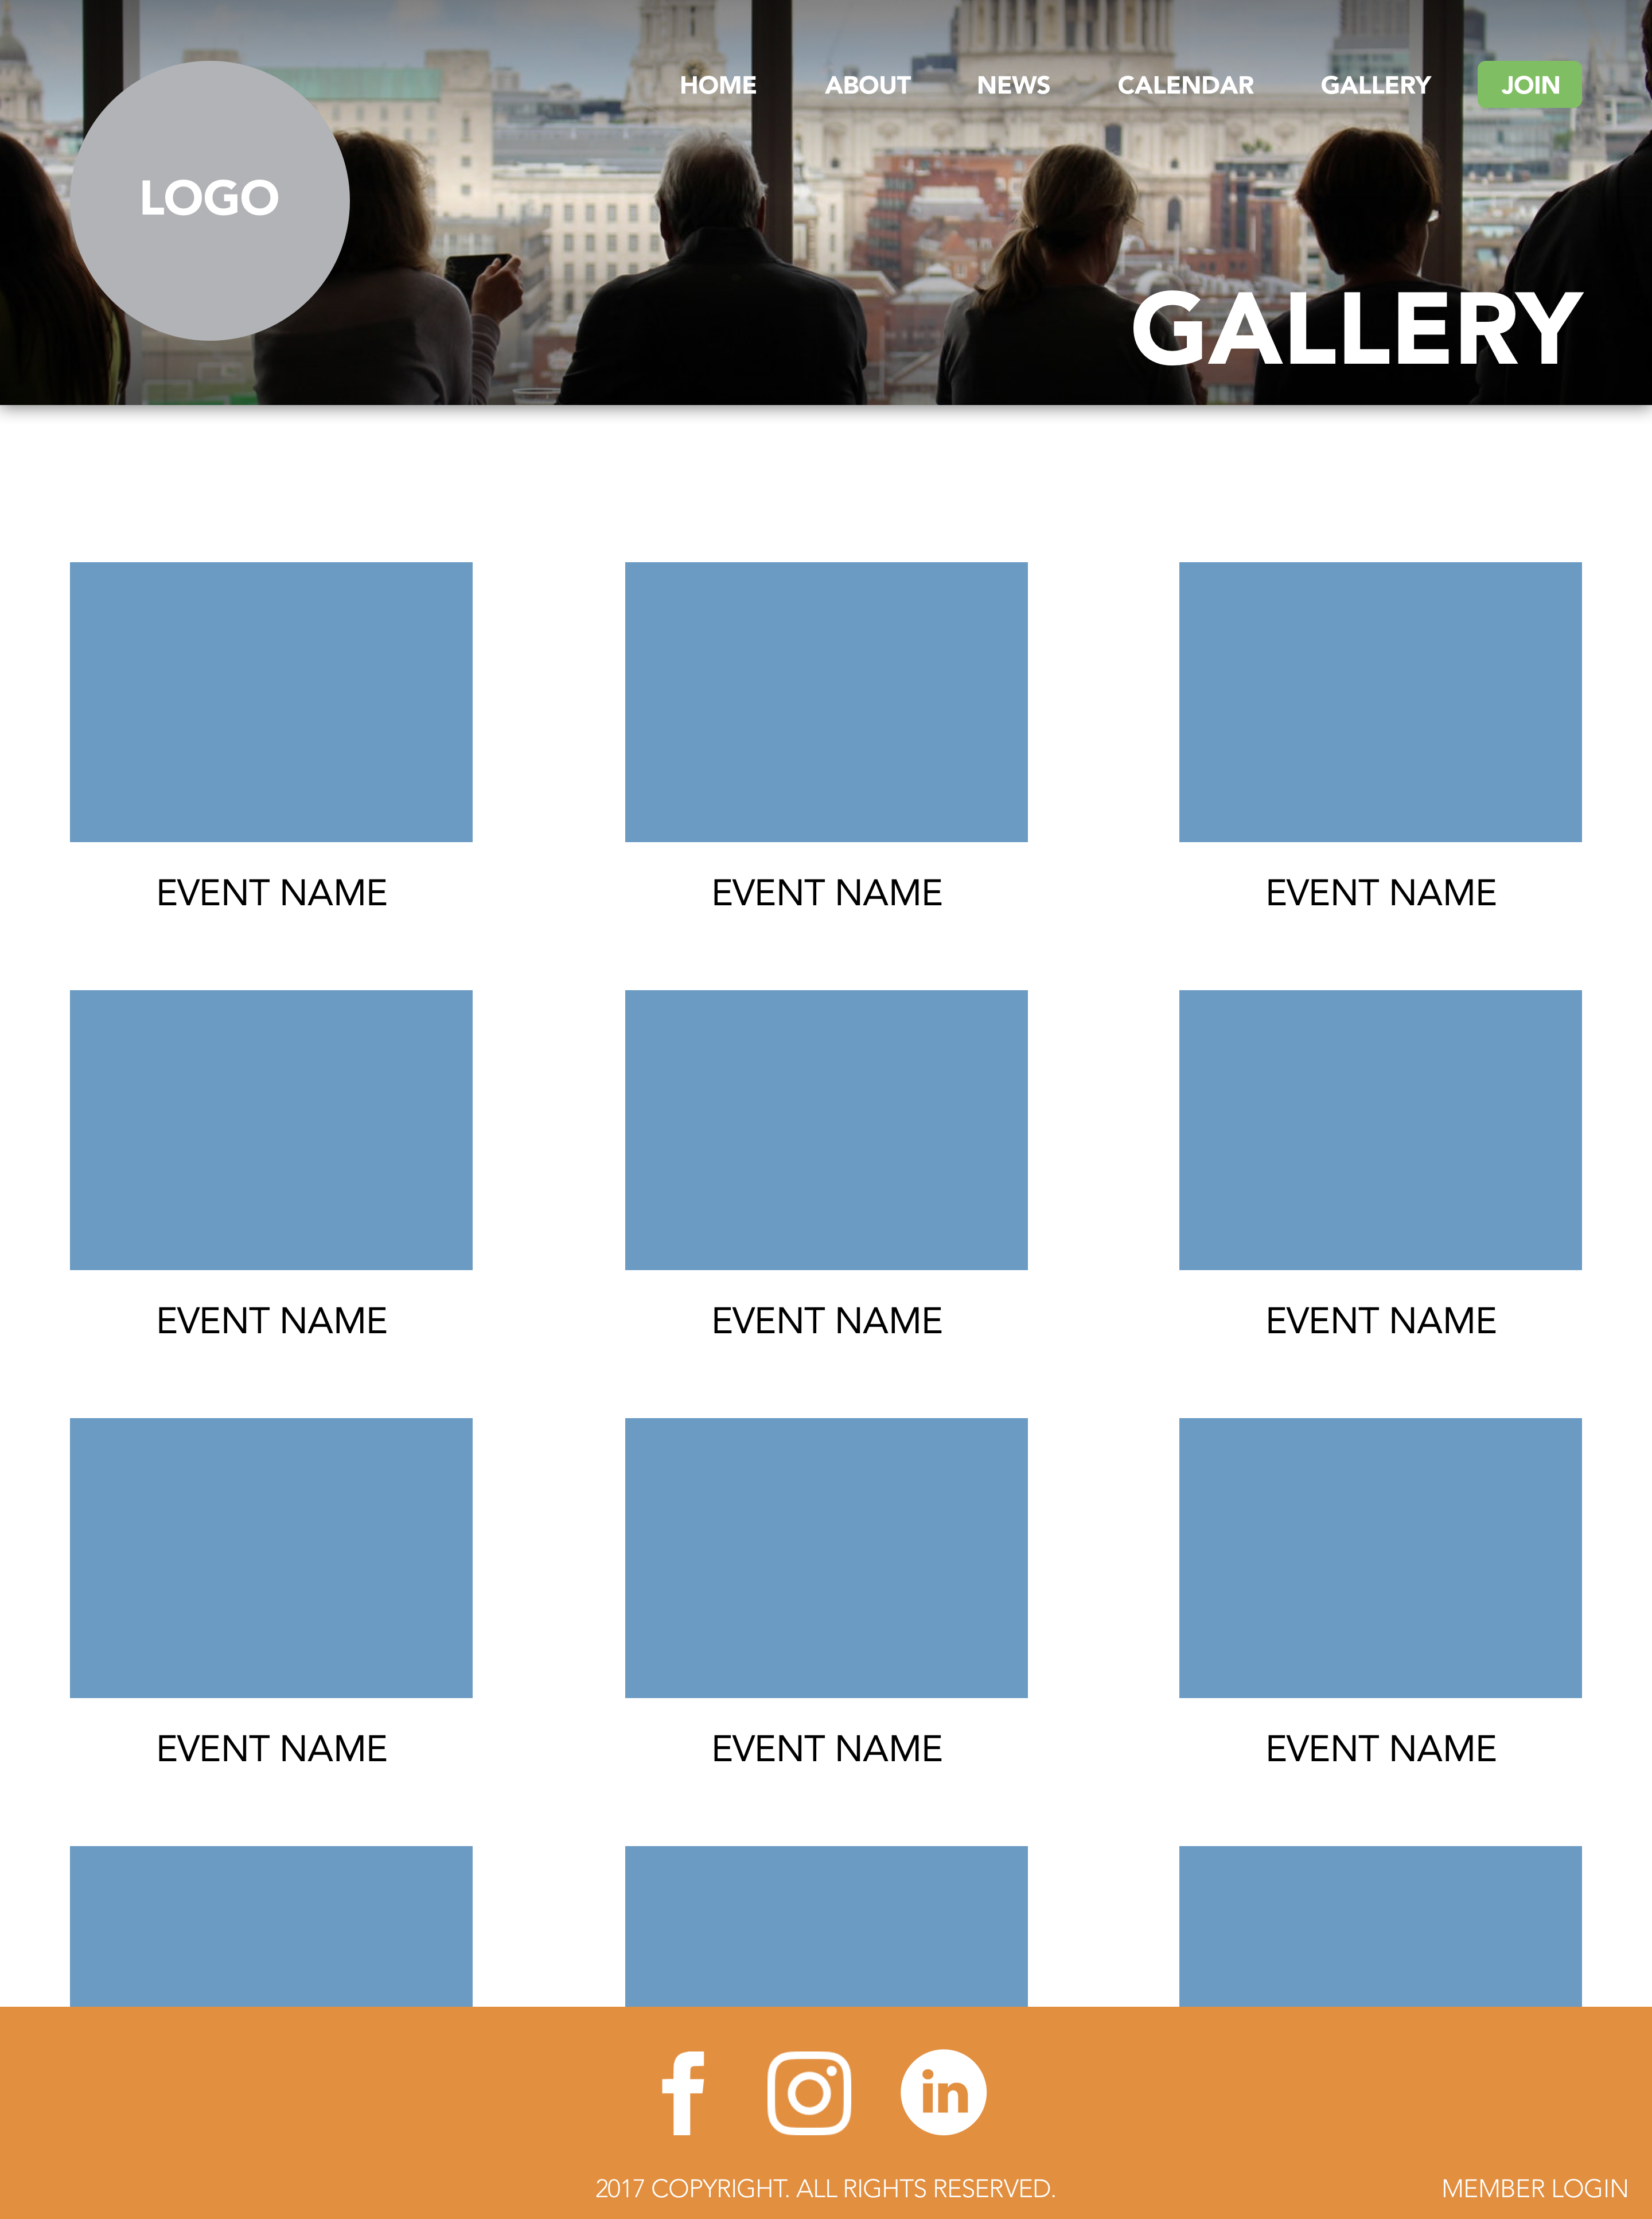 HOME ABOUT NEWS CALENDAR GALLERY JOIN
LOGO
GALLERY
EVENT NAME EVENT NAME EVENT NAME
EVENT NAME EVENT NAME EVENT NAME
EVENT NAME EVENT NAME EVENT NAME
f in
2017 COPYRIGHT. ALL RIGHTS RESERVED. MEMBER LOGIN